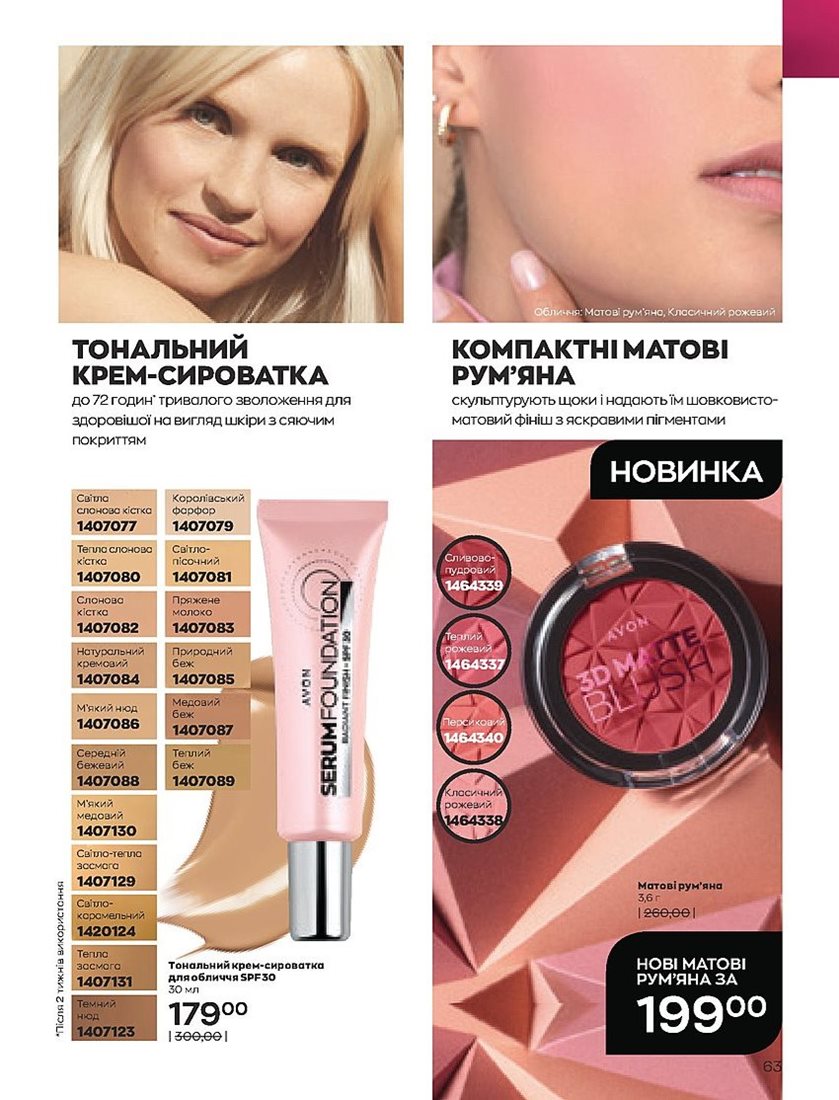 Обличчя: Матові рум'яна, Класичний рожевий
ТОНАЛЬНИЙ
КРЕМ-СИРОВАТКА
до 72 годин* тривалого зволоження для
здоровішої на вигляд шкіри з сяючим
покриттям
КОМПАКТНІ МАТОВІ
РУМ'ЯНА
скульптурують щоки і надають їм шовковисто-
матовий фініш з яскравими пігментами
Світла
слонова кістка
1407077
Королівський
фарфор
1407079
Тепла слонова
кістка
1407080
Світло-
пісочний
1407081
Слонова
кістка
1407082
Пряжене
молоко
1407083
Натуральний
кремовий
1407084
Природний
беж
1407085
М'який нюд
1407086
Медовий
беж
1407087
Середній
бежевий
1407088
Теплий
беж
1407089
М'який
медовий
1407130
Світло-тепла
засмага
1407129
Світло-
карамельний
1420124
Тепла
засмага
1407131
Темний
нюд
1407123
*Після 2 тижнів використання
AVON
SERUMFOUNDATION
RADIANT FINISH • SPF 30
Тональний крем-сироватка
для обличчя SPF30
30 мл
17900
|300,00|
НОВИНКА
Сливово-
пудровий
1464339
Теплий
рожевий
1464337
Персиковий
1464340
Класичний
рожевий
1464338
AVON
3D MATTE
BLUSH
Матові рум'яна
3,6 г
|260,00|
НОВІ МАТОВІ
РУМ'ЯНА ЗА
19900
63